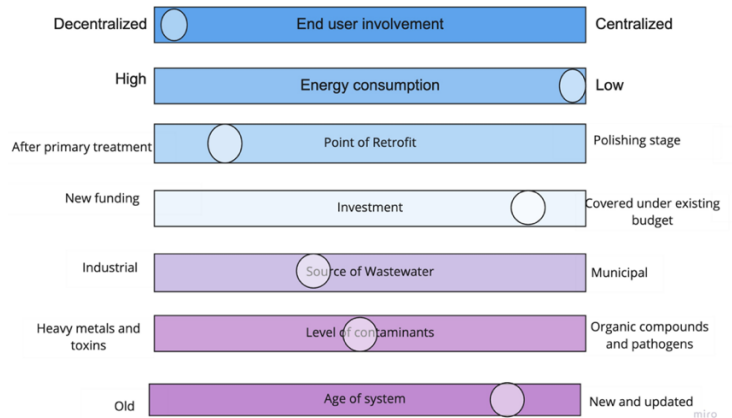 Decentralized End user involvement Centralized
High Energy consumption Low
After primary treatment Point of Retrofit Polishing stage
New funding Investment Covered under existing
budget
Industrial Source of Wastewater Municipal
Heavy metals and
toxins
Level of contaminants
Organic compounds
and pathogens
Old Age of system New and updated
miro